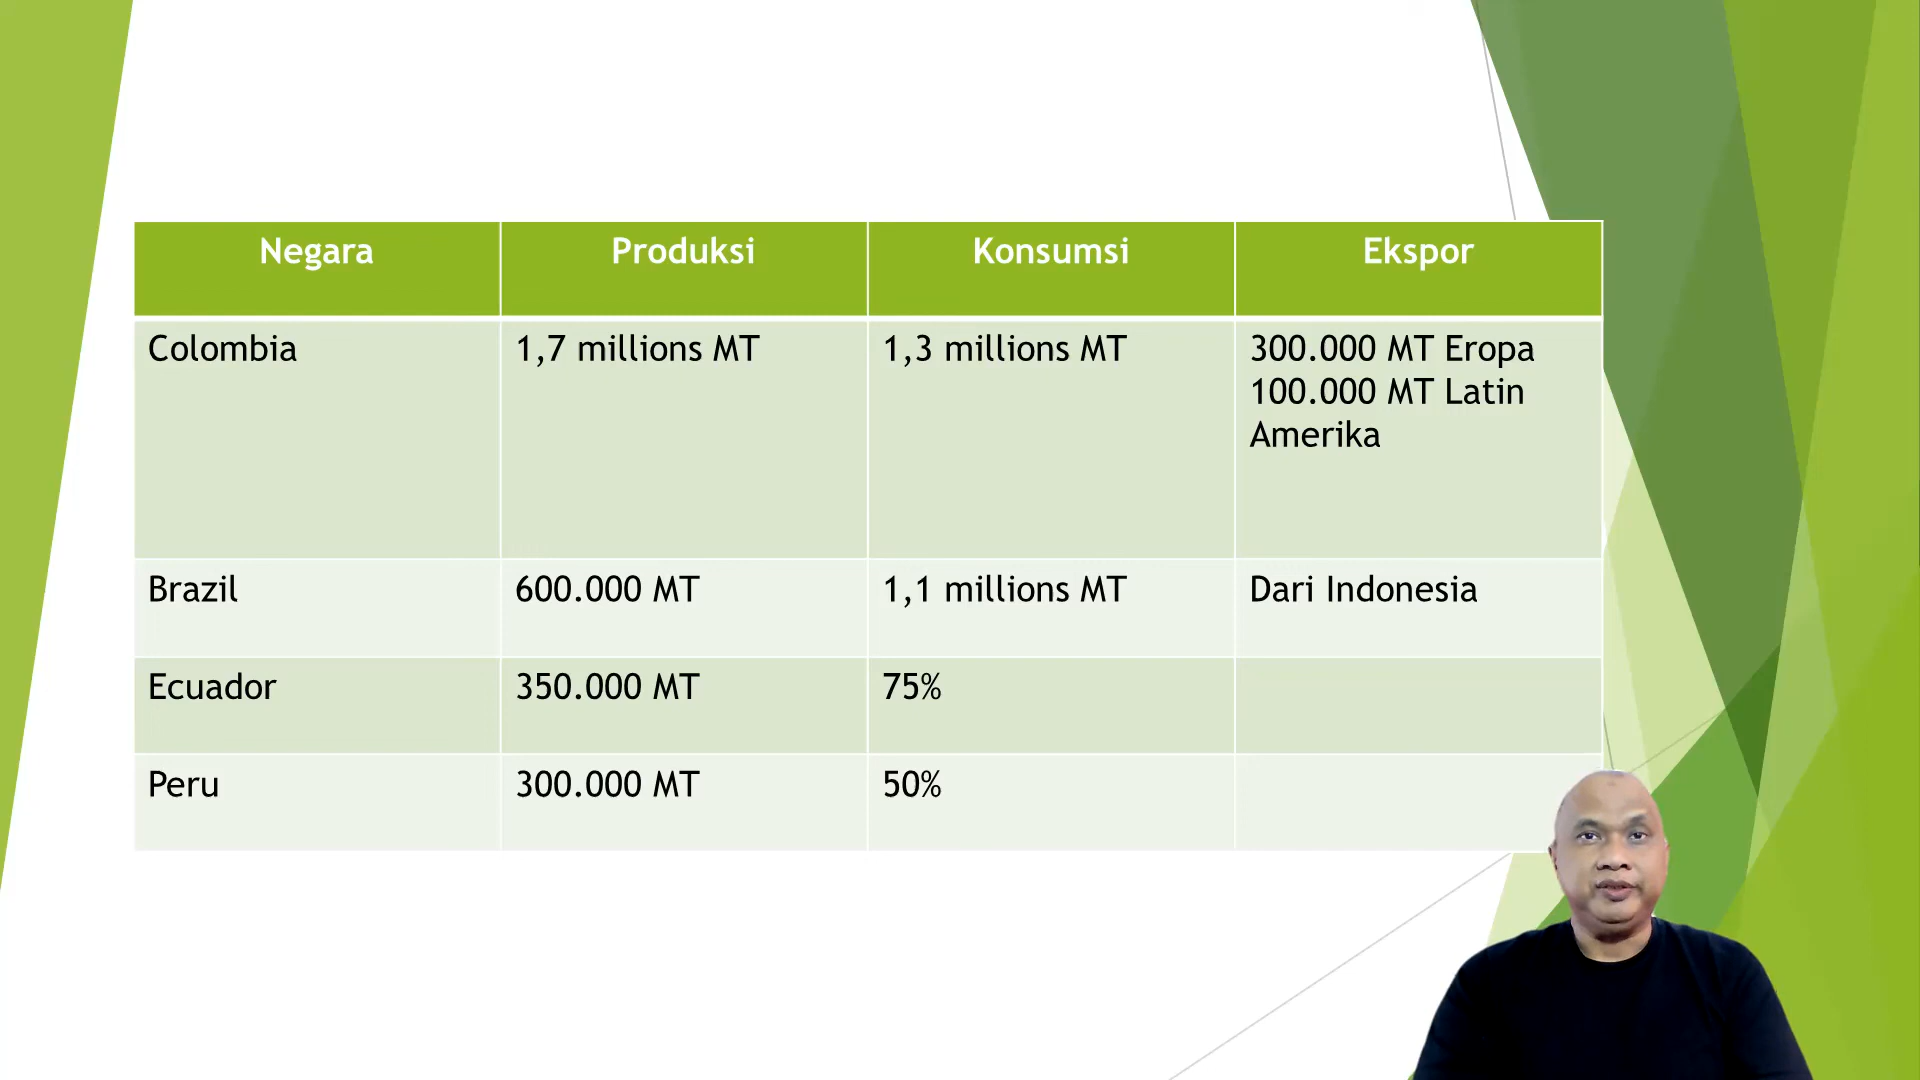 Negara Produksi Konsumsi Ekspor
Colombia 1,7 millions MT 1,3 millions MT 300.000 MT Eropa
100.000 MT Latin
Amerika
Brazil 600.000 MT 1,1 millions MT Dari Indonesia
Ecuador 350.000 MT 75%
Peru 300.000 MT 50%